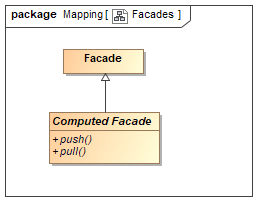 package Mapping [ Facades ]
Facade
Computed Facade
+push()
+pull()